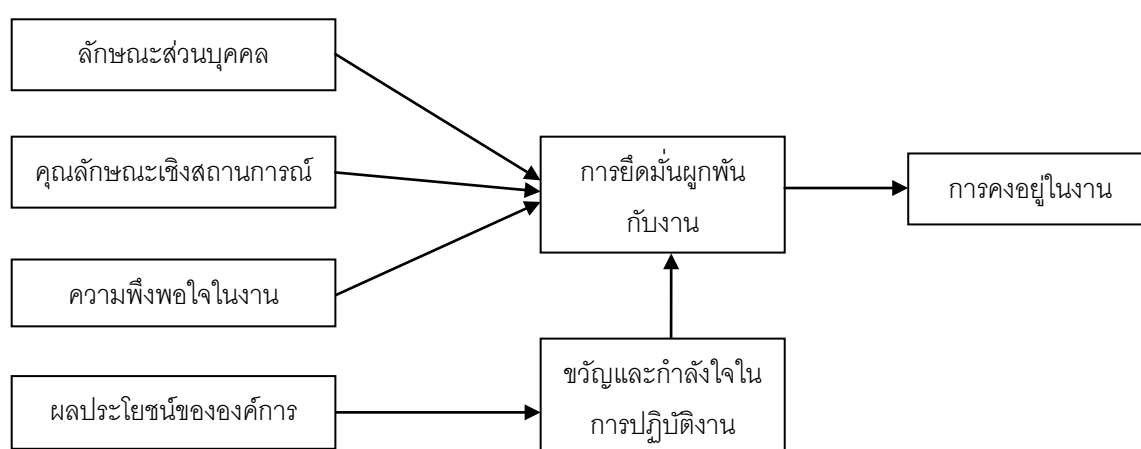 ลักษณะส่วนบุคคล
คุณลักษณะเชิงสถานการณ์
ความพึงพอใจในงาน
ผลประโยชน์ขององค์การ
การยึดมั่นผูกพัน
กับงาน
ขวัญและกำลังใจใน
การปฏิบัติงาน
การคงอยู่ในงาน